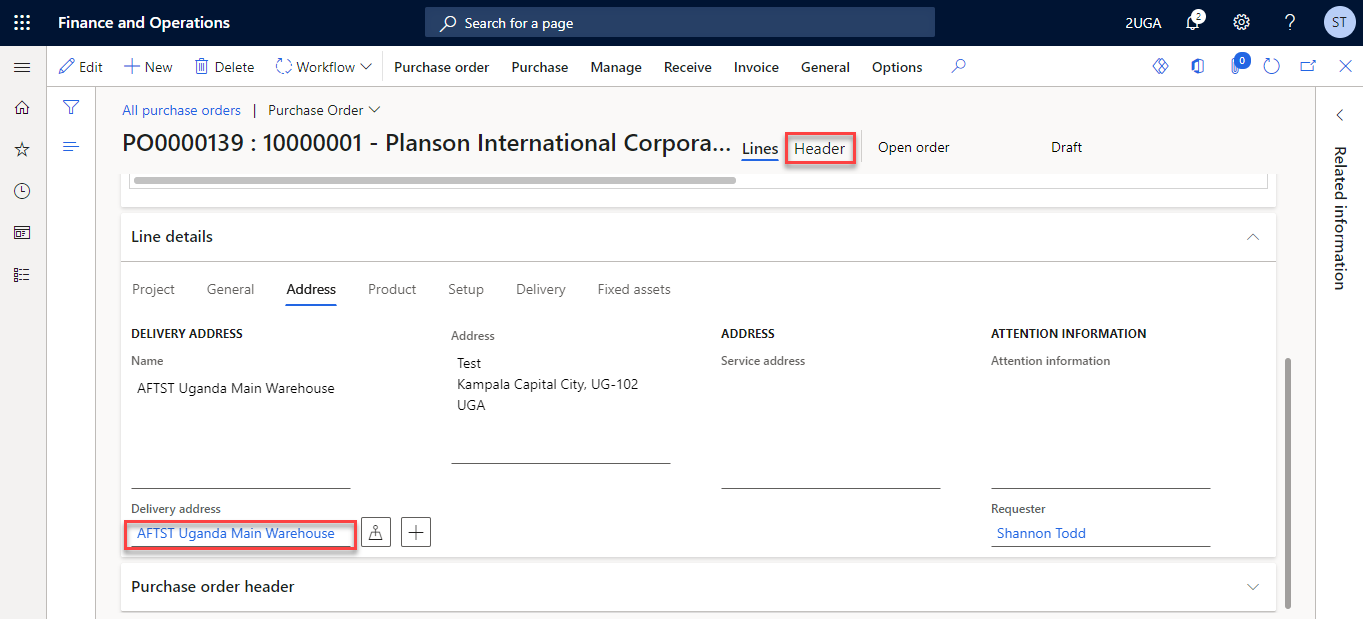 Finance and Operations
Search for a page
2UGA
2
ST
Edit
New
Delete
Workflow
Purchase order
Purchase
Manage
Receive
Invoice
General
Options
0
All purchase orders | Purchase Order
PO0000139 : 10000001 - Planson International Corpora...
Lines
Header
Open order
Draft
Related information
Line details
Project
General
Address
Product
Setup
Delivery
Fixed assets
DELIVERY ADDRESS
Name
AFTST Uganda Main Warehouse
Delivery address
AFTST Uganda Main Warehouse
Address
Test
Kampala Capital City, UG-102
UGA
ADDRESS
Service address
ATTENTION INFORMATION
Attention information
Requester
Shannon Todd
Purchase order header